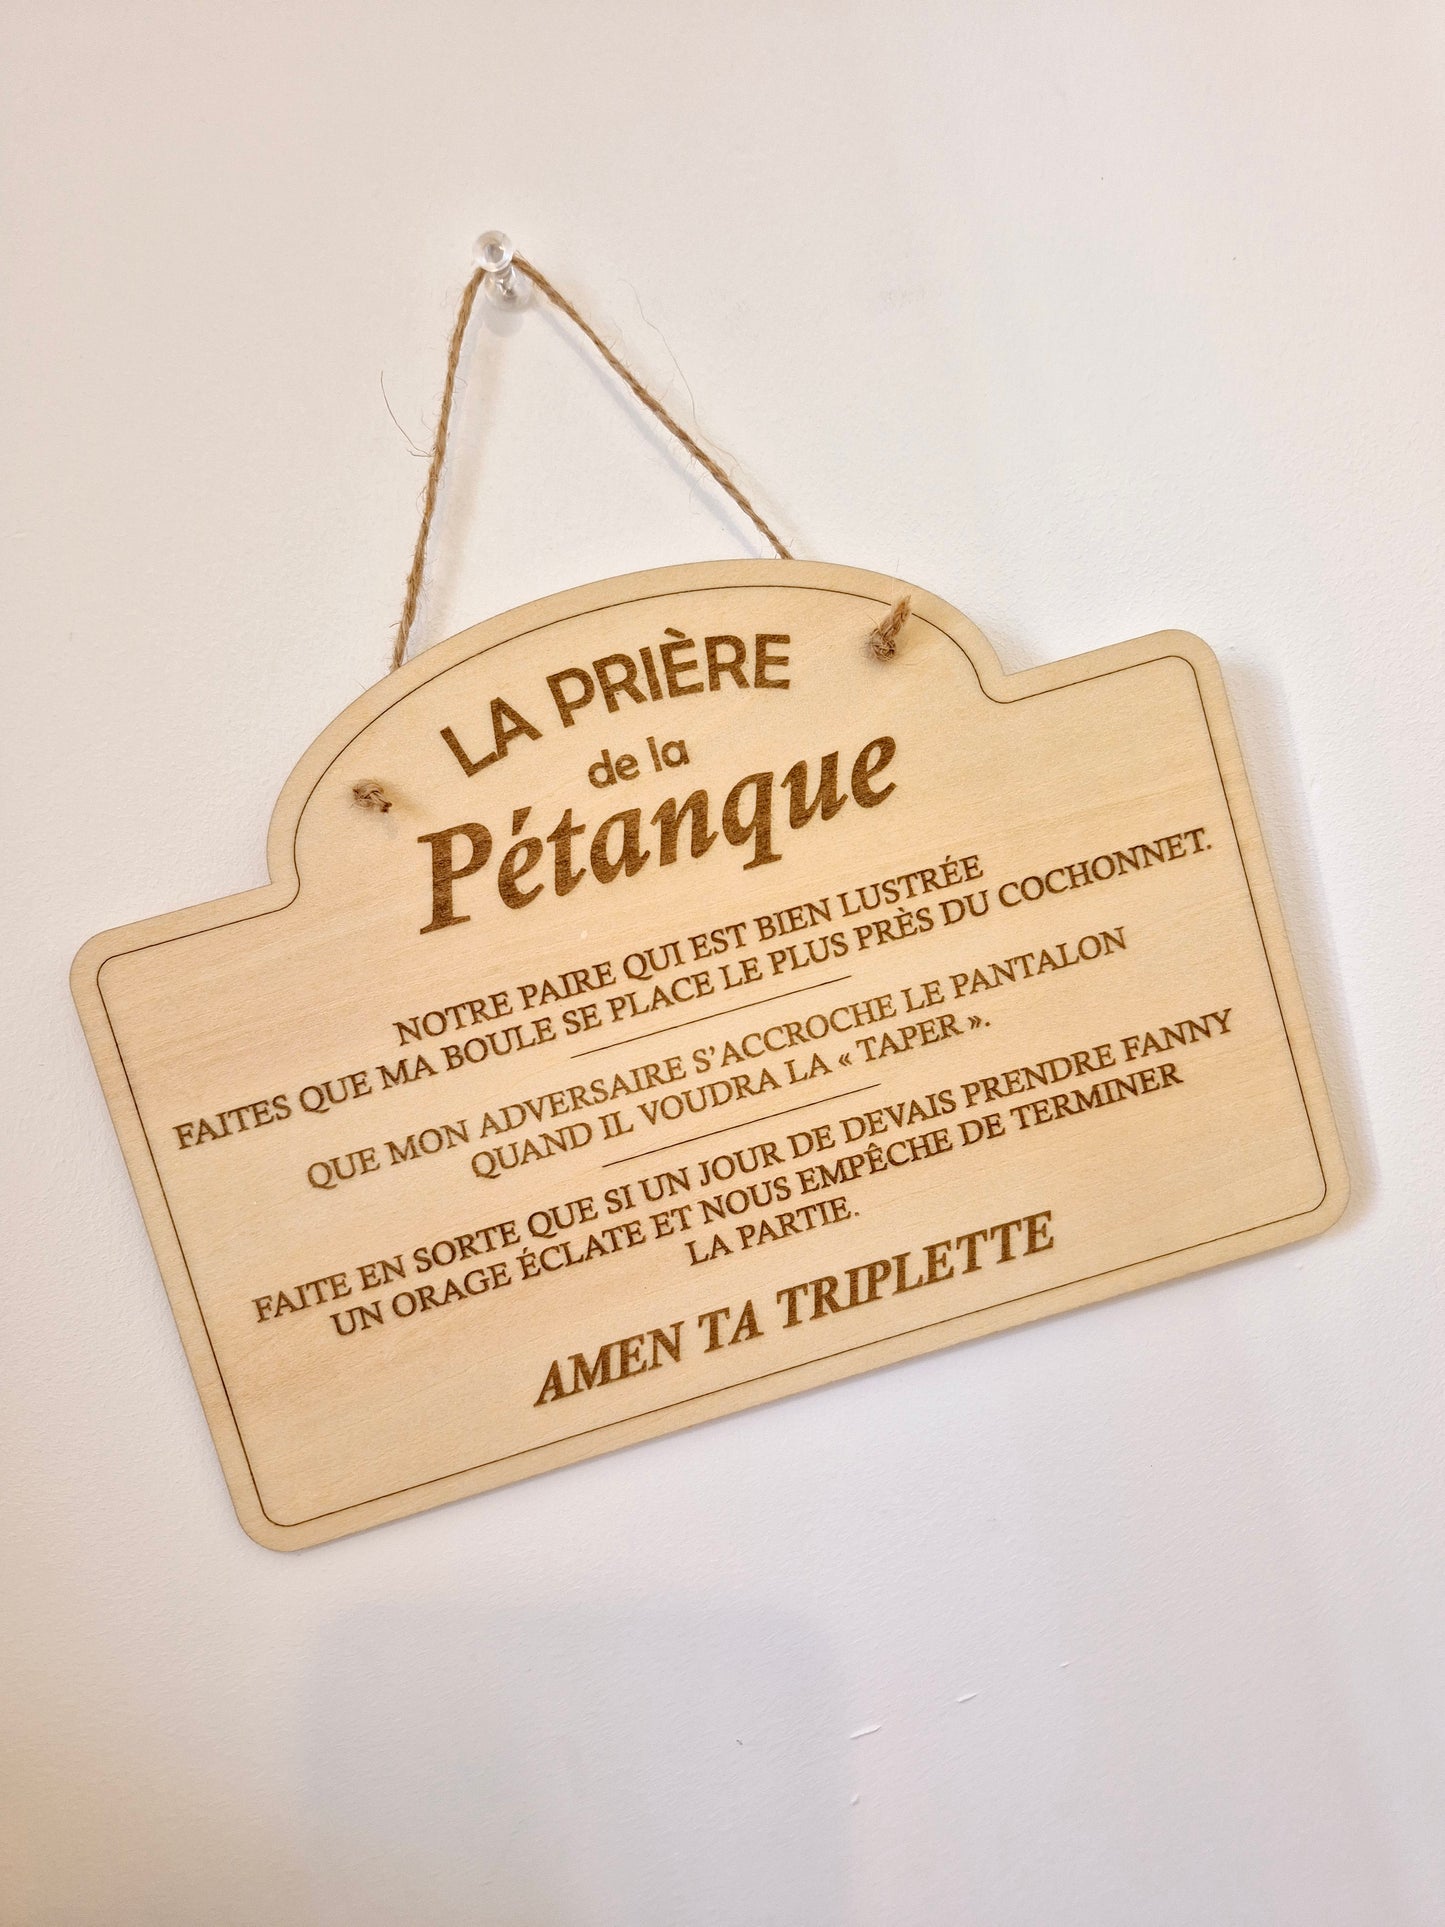 LA PRIÈRE
de la
Pétanque
NOTRE PAIRE QUI EST BIEN LUSTRÉE
FAITES QUE MA BOULE SE PLACE LE PLUS PRÈS DU COCHONNET.
QUE MON ADVERSAIRE S'ACCROCHE LE PANTALON
QUAND IL VOUDRA LA « TAPER ».
FAITE EN SORTE QUE SI UN JOUR DE DEVAIS PRENDRE FANNY
UN ORAGE ÉCLATE ET NOUS EMPÊCHE DE TERMINER
LA PARTIE.
AMEN TA TRIPLETTE